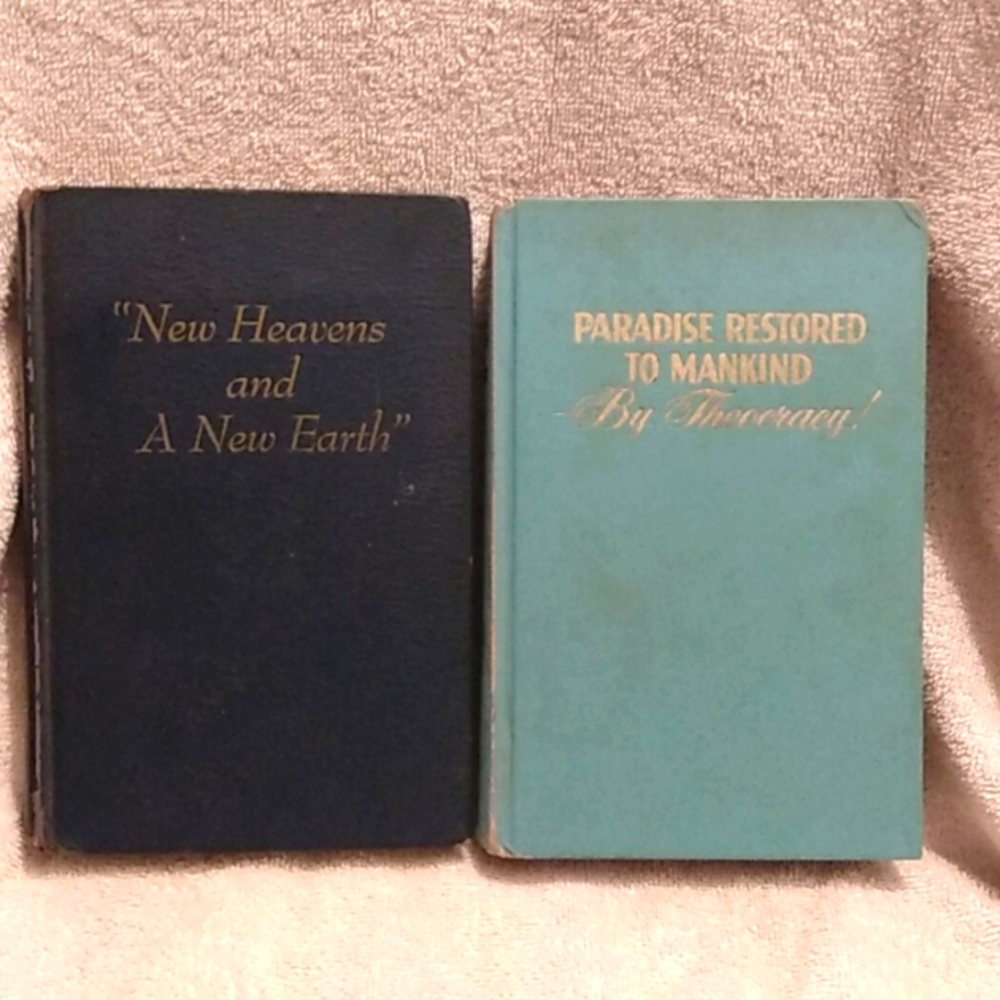 “New Heavens
and
A New Earth”
PARADISE RESTORED
TO MANKIND
By Theocracy!